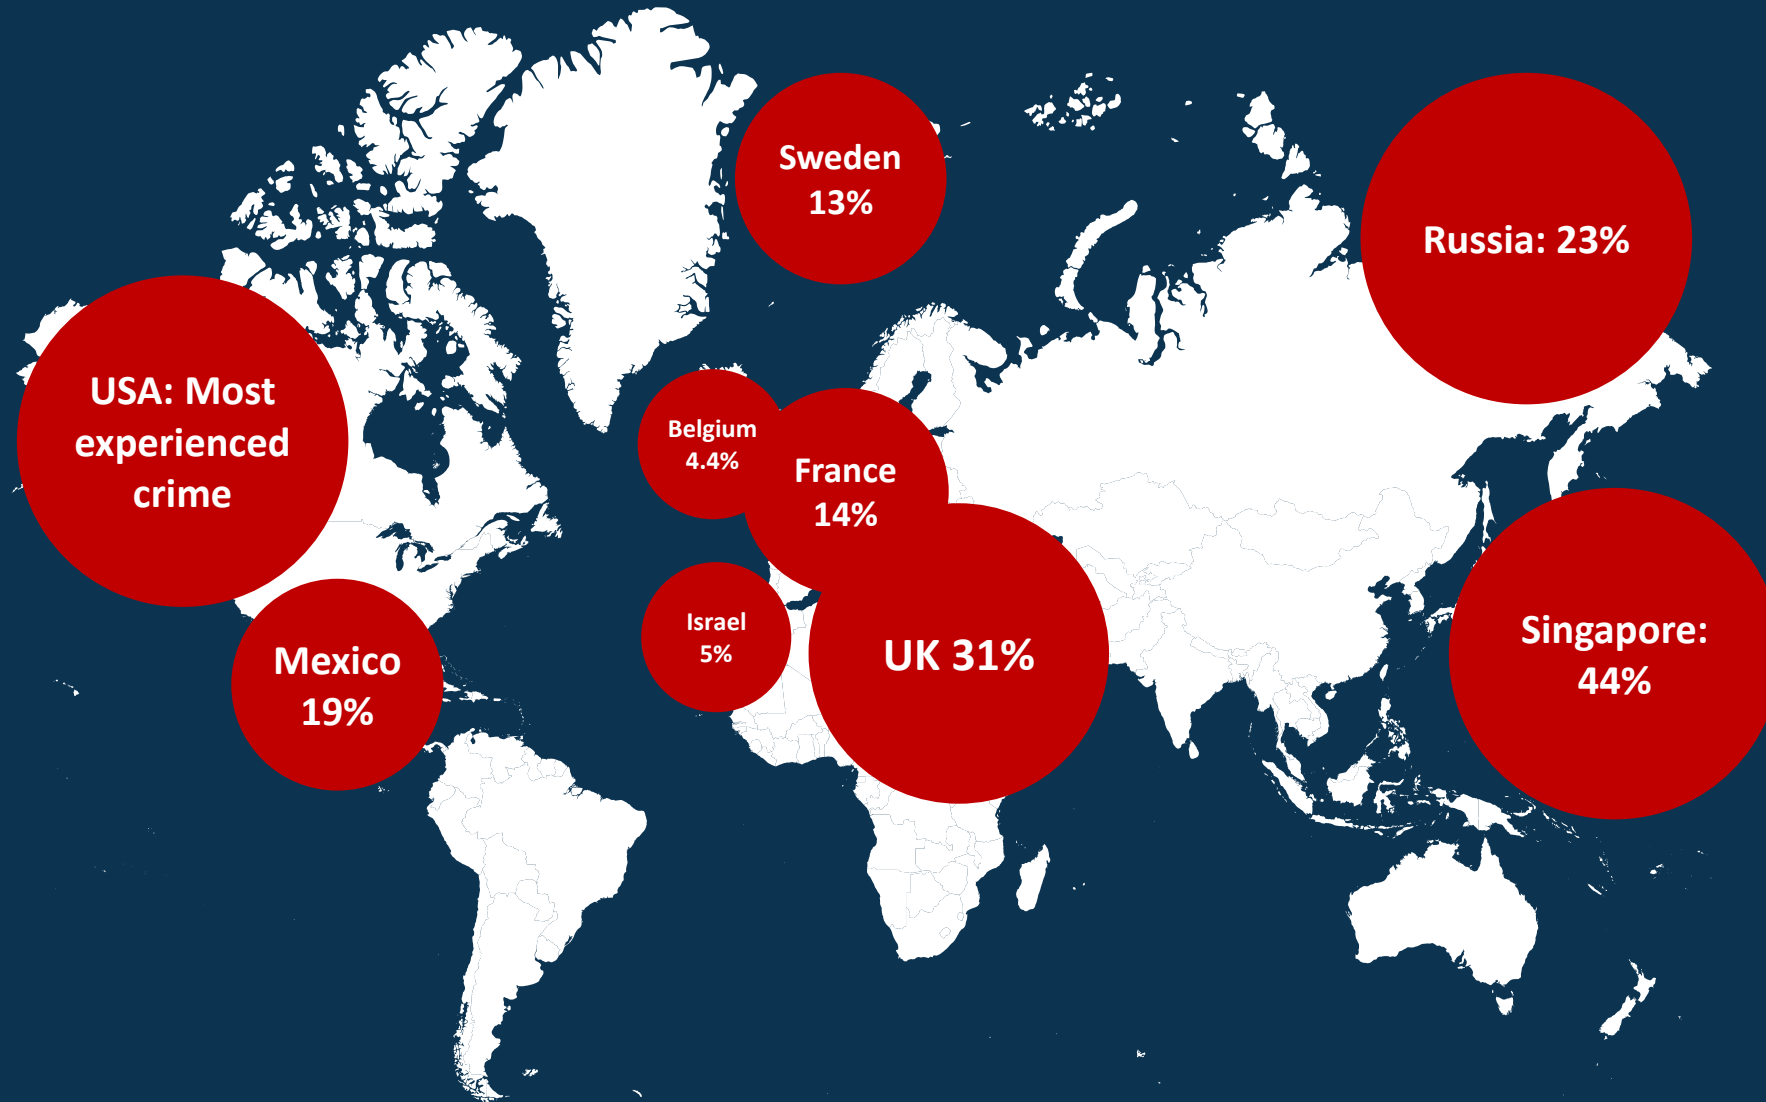 Sweden
13%
Russia: 23%
USA: Most
experienced
crime
Belgium
4.4%
France
14%
Israel
5%
UK 31%
Singapore:
44%
Mexico
19%